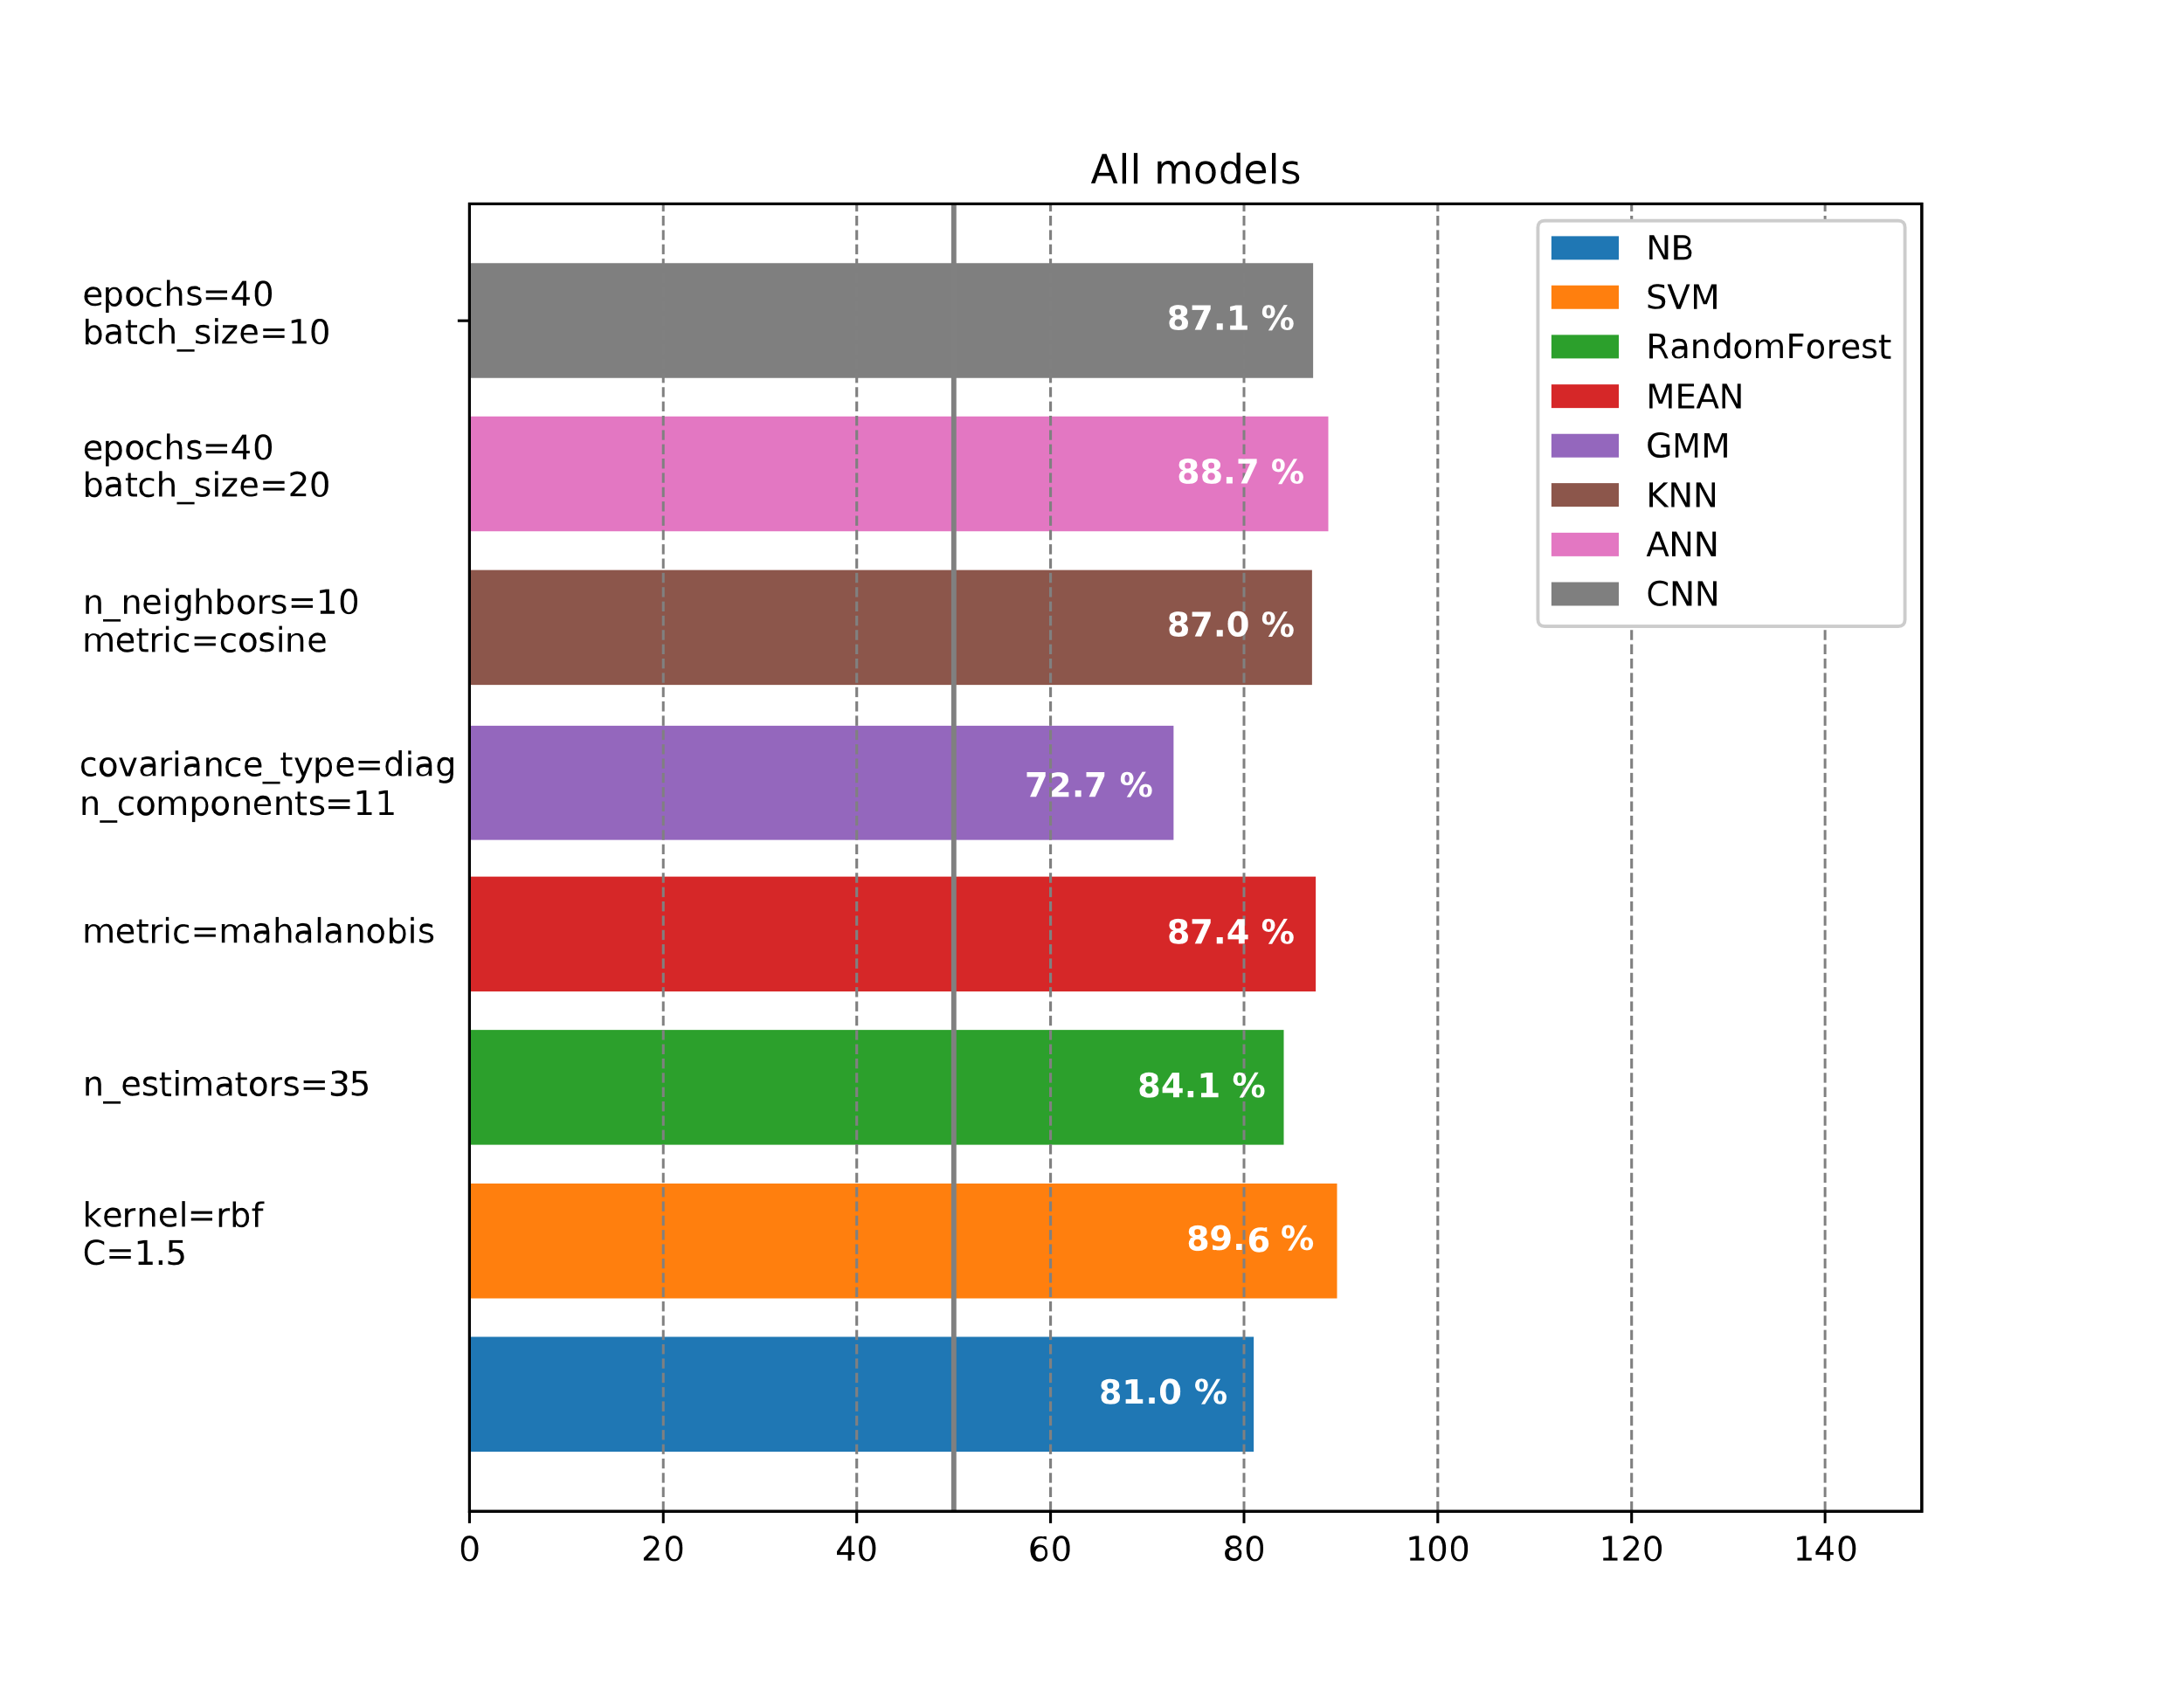 All models
epochs=40
batch_size=10
87.1 %
epochs=40
batch_size=20
88.7 %
n_neighbors=10
metric=cosine
87.0 %
covariance_type=diag
n_components=11
72.7 %
metric=mahalanobis
87.4 %
n_estimators=35
84.1 %
kernel=rbf
C=1.5
89.6 %
81.0 %
NB
SVM
RandomForest
MEAN
GMM
KNN
ANN
CNN
0 20 40 60 80 100 120 140